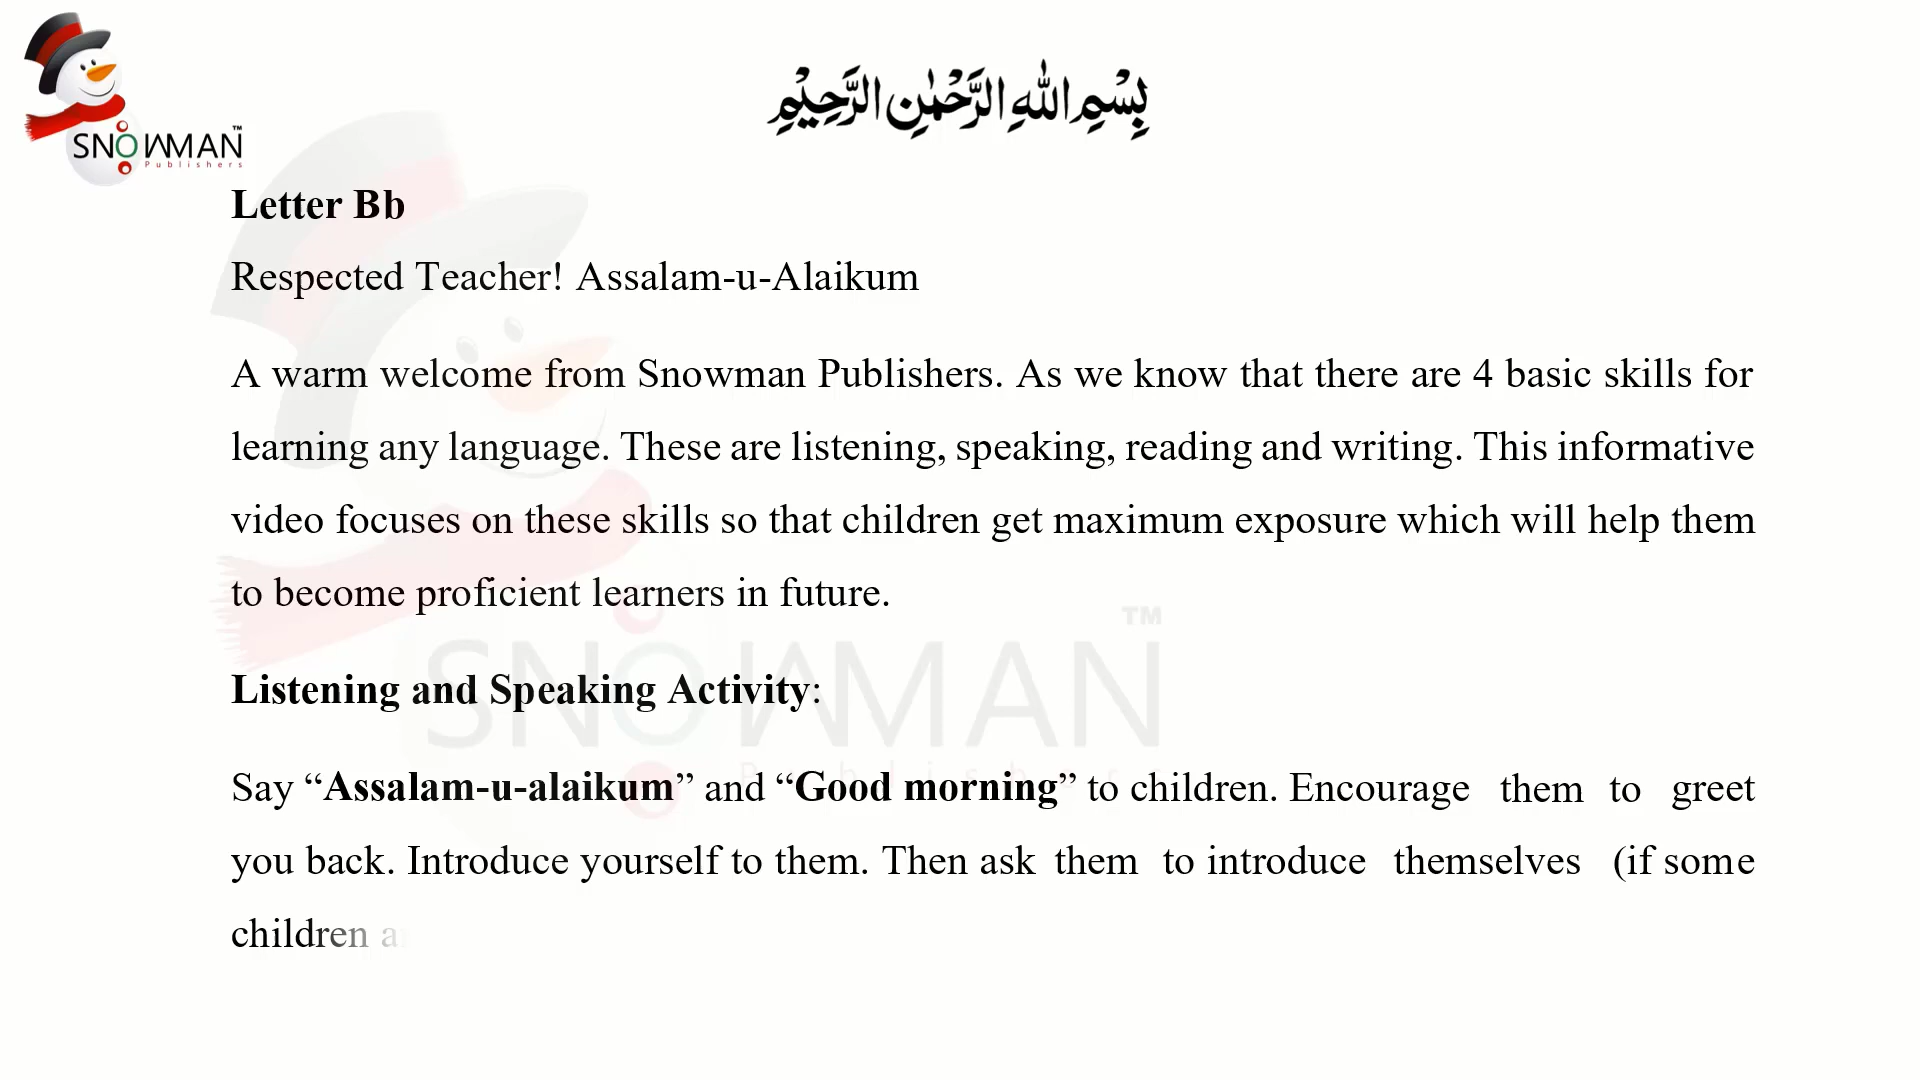 SNOWMAN™
Publishers
بِسْمِ اللهِ الرَّحْمٰنِ الرَّحِيْمِ
Letter Bb
Respected Teacher! Assalam-u-Alaikum
A warm welcome from Snowman Publishers. As we know that there are 4 basic skills for
learning any language. These are listening, speaking, reading and writing. This informative
video focuses on these skills so that children get maximum exposure which will help them
to become proficient learners in future.
Listening and Speaking Activity:
Say “Assalam-u-alaikum” and “Good morning” to children. Encourage them to greet
you back. Introduce yourself to them. Then ask them to introduce themselves (if some
children
SNOWMAN™
Publisher